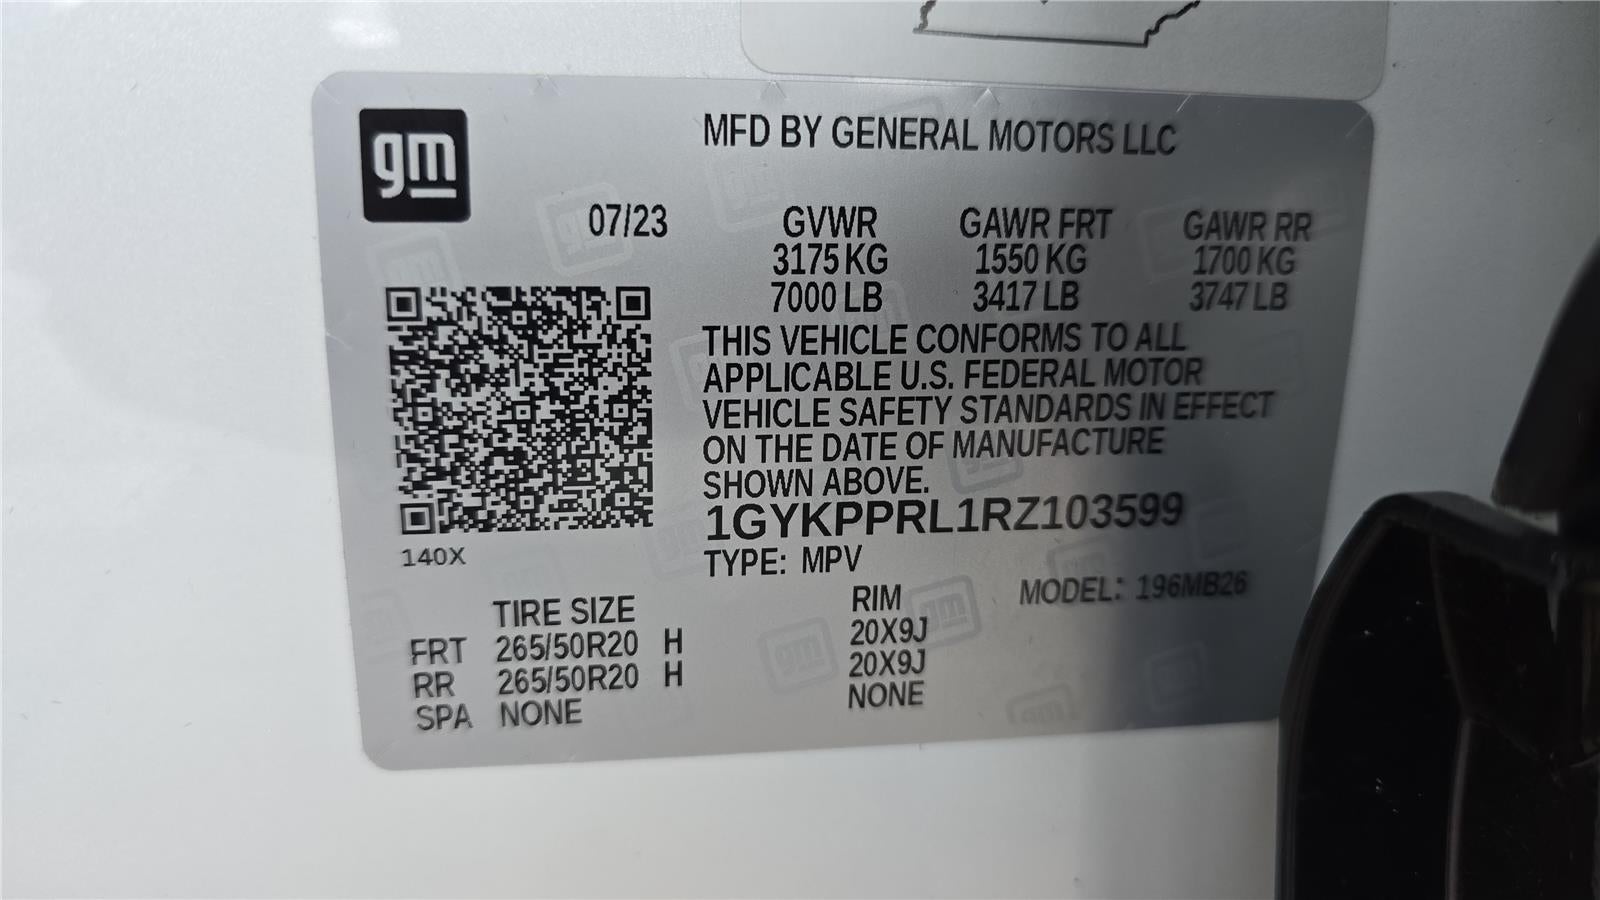 gm
MFD BY GENERAL MOTORS LLC
07/23 GVWR GAWR FRT GAWR RR
3175 KG 1550 KG 1700 KG
7000 LB 3417 LB 3747 LB
THIS VEHICLE CONFORMS TO ALL
APPLICABLE U.S. FEDERAL MOTOR
VEHICLE SAFETY STANDARDS IN EFFECT
ON THE DATE OF MANUFACTURE
SHOWN ABOVE.
1GYKPPRL1RZ103599
140X
TYPE: MPV
TIRE SIZE RIM MODEL: 196MB26
FRT 265/50R20 H 20X9J
RR 265/50R20 H 20X9J
SPA NONE NONE